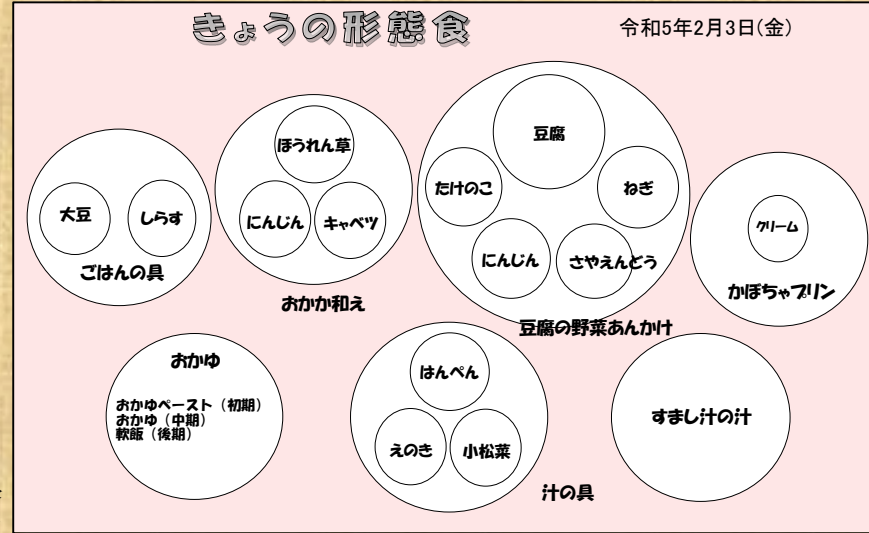 きょうの形態食
令和5年2月3日(金)
大豆
しらす
ごはんの具
ほうれん草
にんじん
キャベツ
おかか和え
豆腐
たけのこ
ねぎ
にんじん
さやえんどう
豆腐の野菜あんかけ
クリーム
かぼちゃプリン
おかゆ
おかゆペースト（初期）
おかゆ（中期）
軟飯（後期）
はんぺん
えのき
小松菜
汁の具
すまし汁の汁